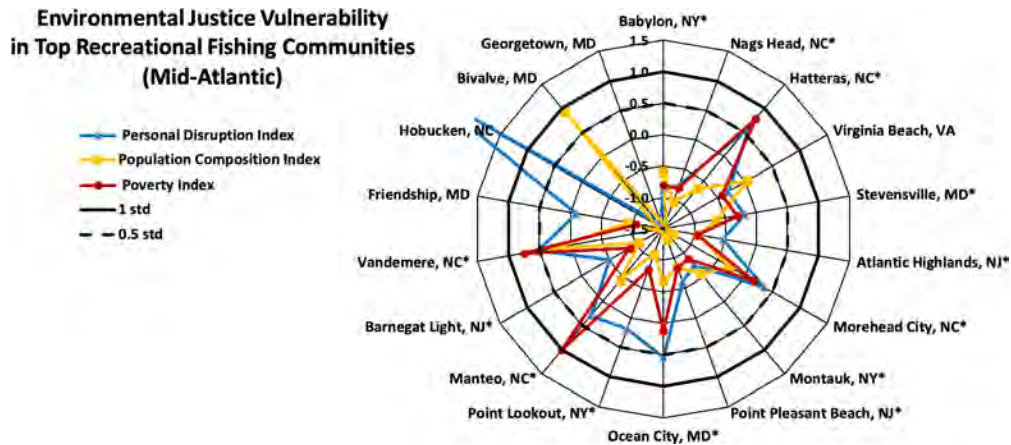 Environmental Justice Vulnerability
in Top Recreational Fishing Communities
(Mid-Atlantic)
Personal Disruption Index
Population Composition Index
Poverty Index
1 std
0.5 std
Babylon, NY*
Nags Head, NC*
Hatteras, NC*
Virginia Beach, VA
Stevensville, MD*
Atlantic Highlands, NJ*
Morehead City, NC*
Montauk, NY*
Point Pleasant Beach, NJ*
Ocean City, MD*
Point Lookout, NY*
Manteo, NC*
Barnegat Light, NJ*
Vandemere, NC*
Friendship, MD
Hobucken, NC
Bivalve, MD
Georgetown, MD
1.5
1.0
0.5
0.0
-0.5
-1.0
-1.5